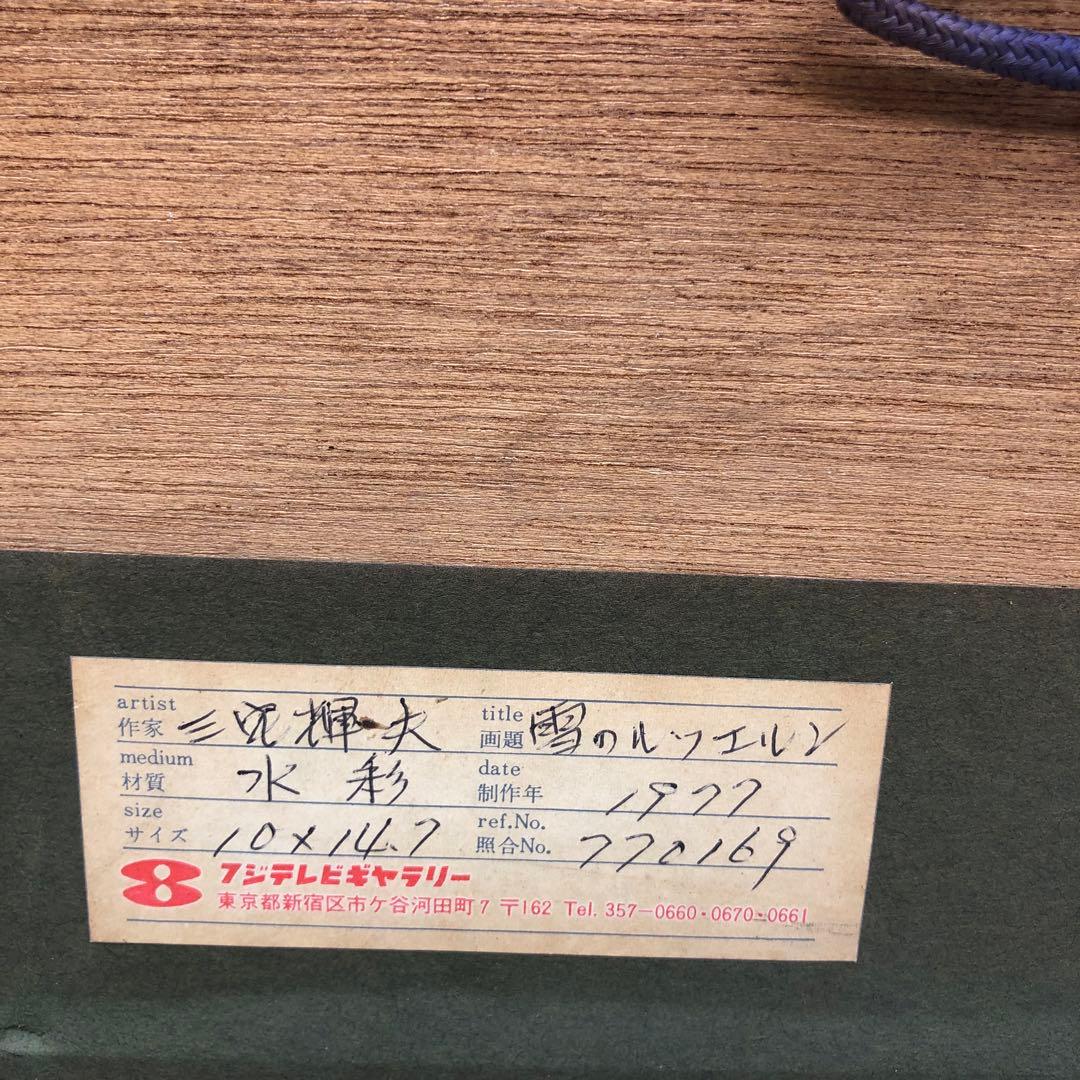 artist
作家 三宅輝夫
title
画題 雪のルツエルン
medium
材質 水彩
date
制作年 1977
size
サイズ 10×14.7
ref.No.
照合No. 770169
8 フジテレビギャラリー
東京都新宿区市ケ谷河田町7 〒162 Tel. 357-0660・0670・0661